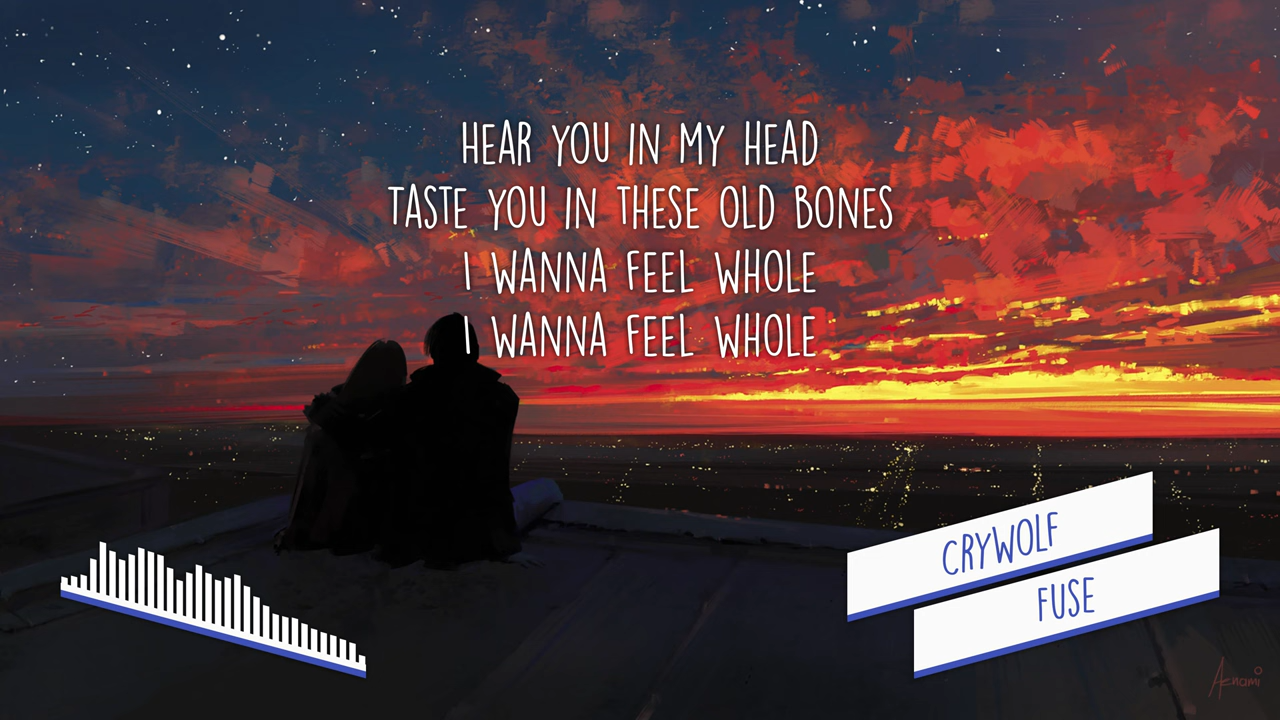 HEAR YOU IN MY HEAD
TASTE YOU IN THESE OLD BONES
I WANNA FEEL WHOLE
I WANNA FEEL WHOLE
CRYWOLF
FUSE
Aenami